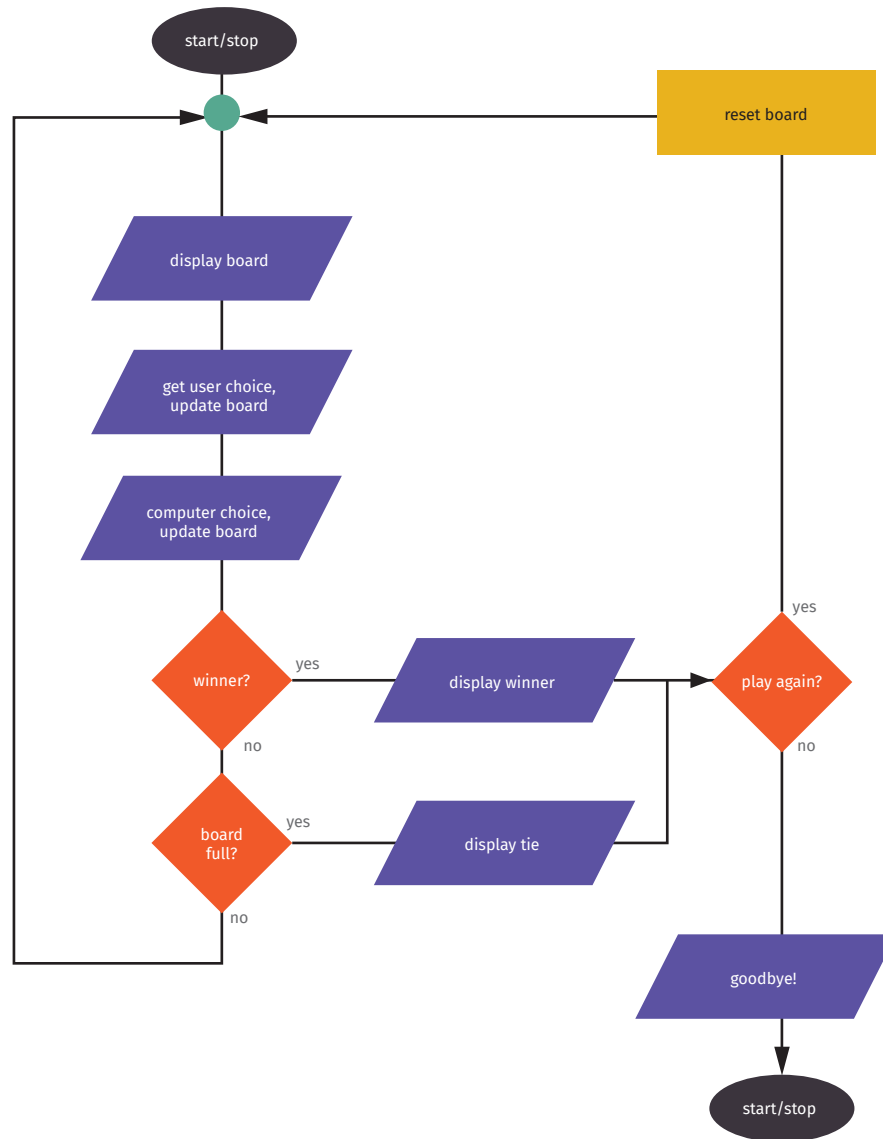 start/stop
reset board
display board
get user choice,
update board
computer choice,
update board
winner?
yes
no
display winner
play again?
yes
no
board
full?
yes
no
display tie
goodbye!
start/stop